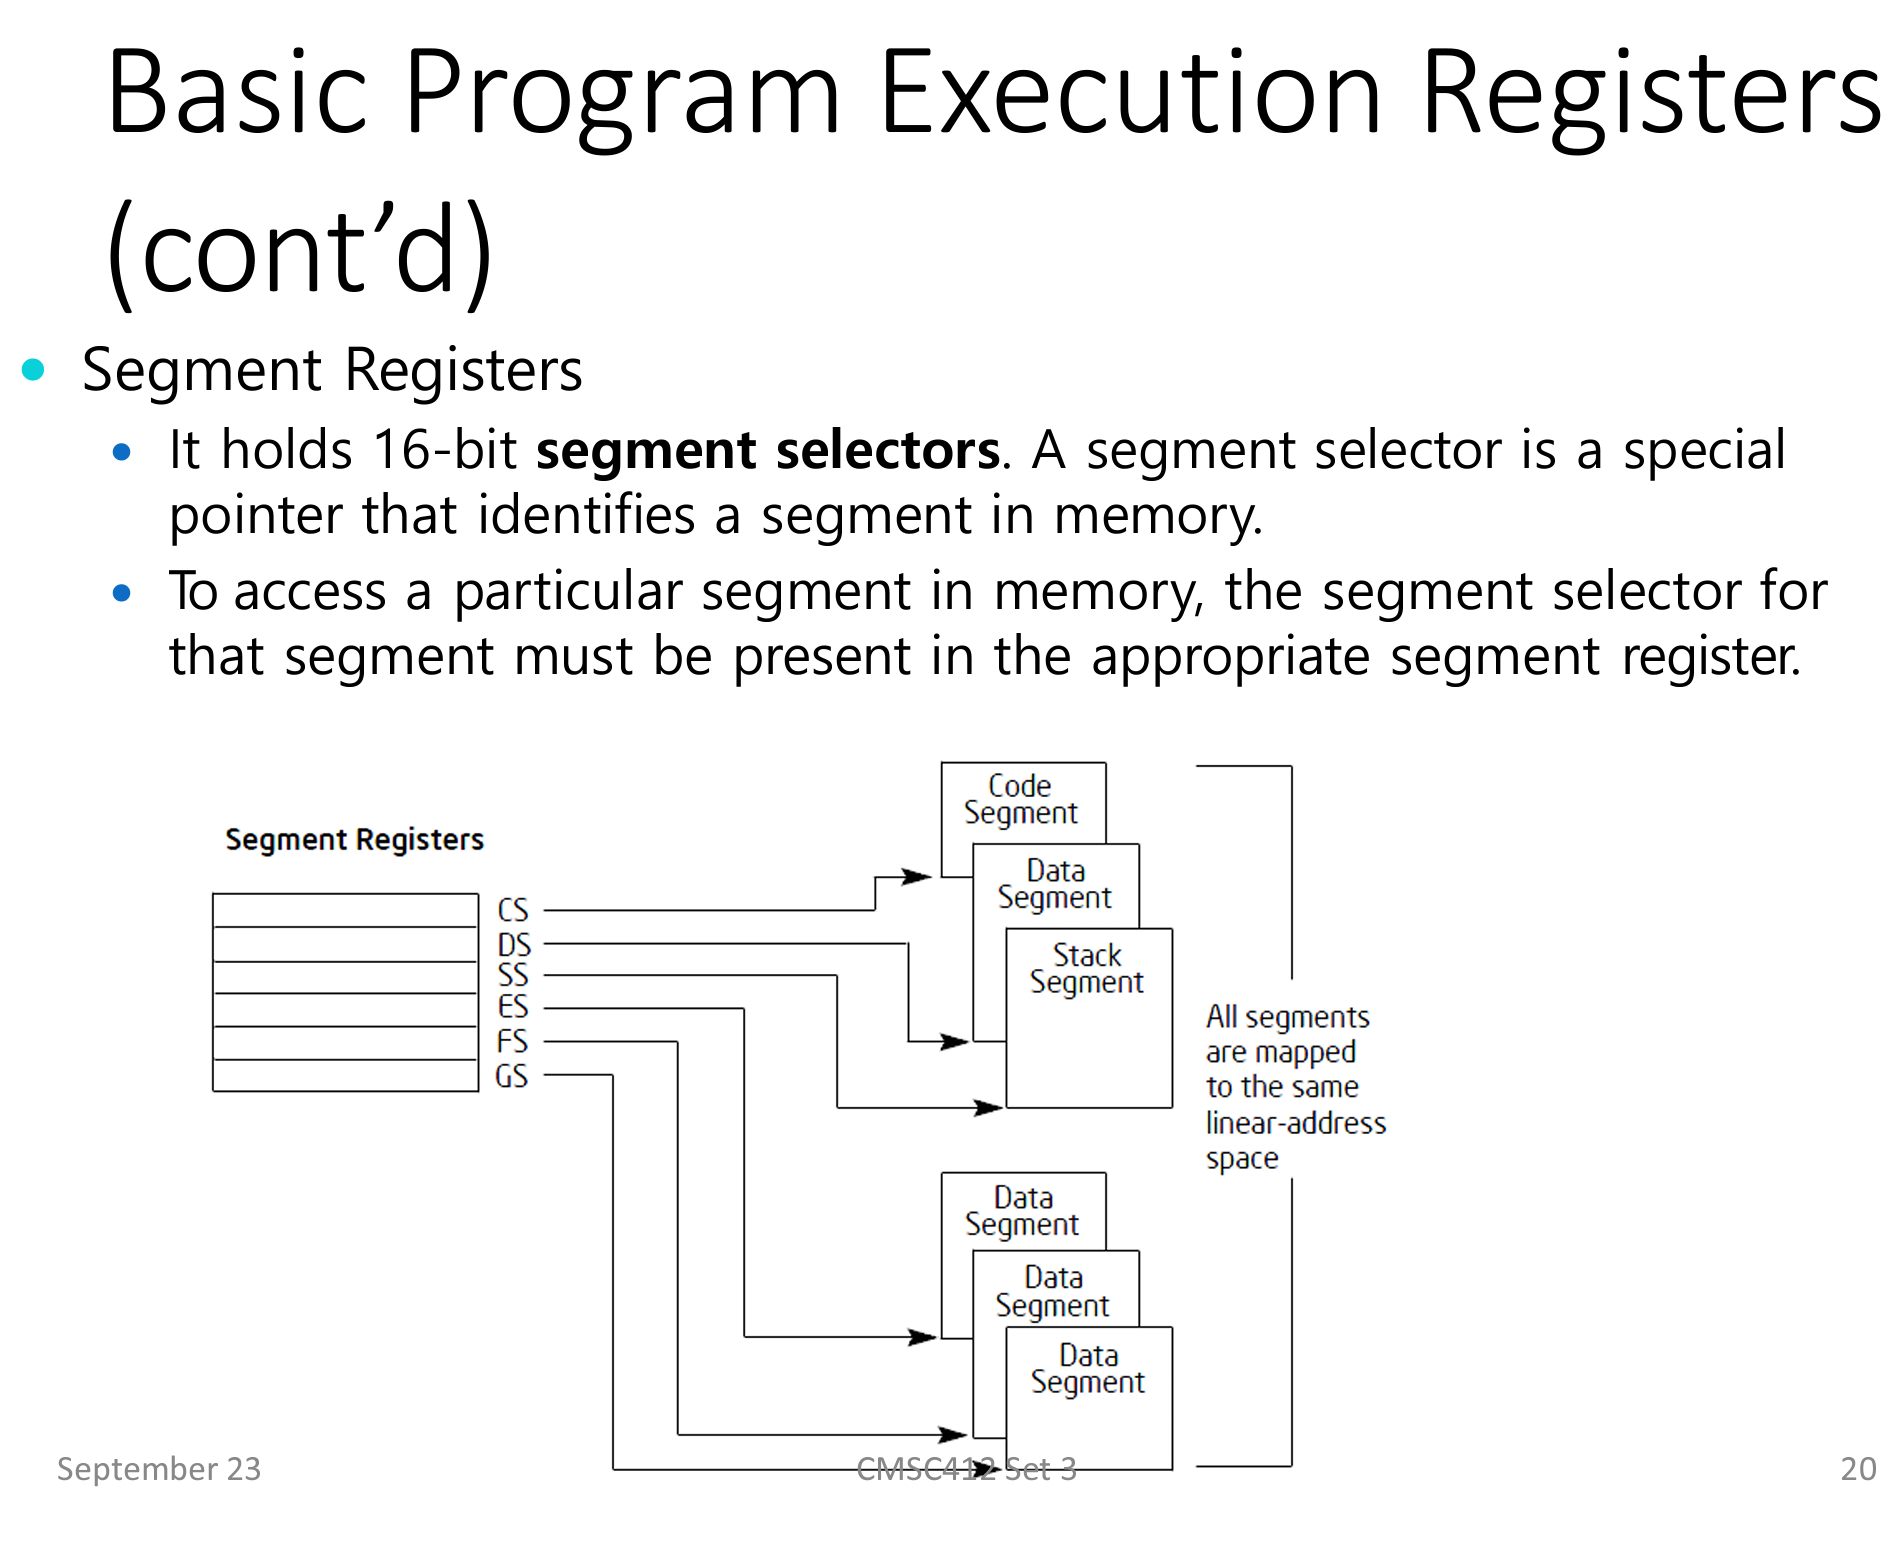 Basic Program Execution Registers
(cont’d)
• Segment Registers
• It holds 16-bit segment selectors. A segment selector is a special
pointer that identifies a segment in memory.
• To access a particular segment in memory, the segment selector for
that segment must be present in the appropriate segment register.
Segment Registers
CS
DS
SS
ES
FS
GS
Code
Segment
Data
Segment
Stack
Segment
All segments
are mapped
to the same
linear-address
space
Data
Segment
Data
Segment
Data
Segment
September 23
CMSC412 Set 3
20